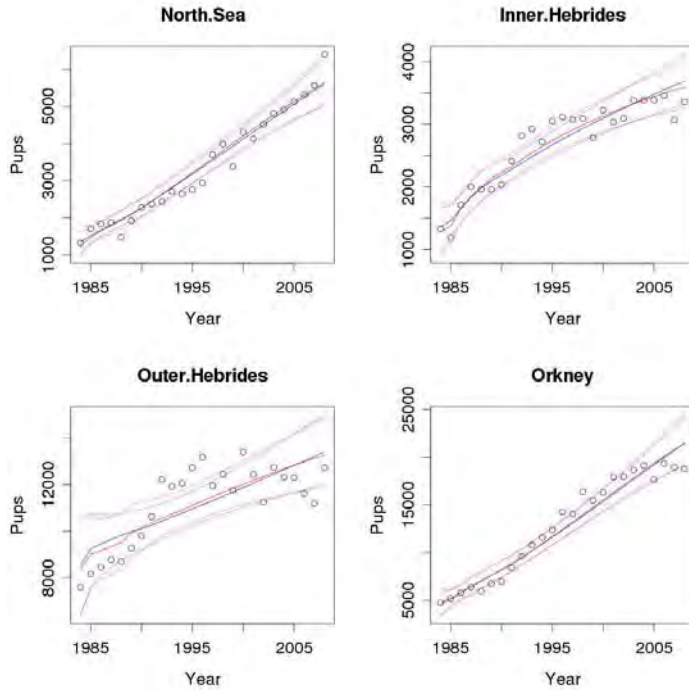 North.Sea
Pups
1000
3000
5000
1985
1995
2005
Year
Inner.Hebrides
Pups
1000
2000
3000
4000
1985
1995
2005
Year
Outer.Hebrides
Pups
8000
12000
1985
1995
2005
Year
Orkney
Pups
5000
15000
25000
1985
1995
2005
Year